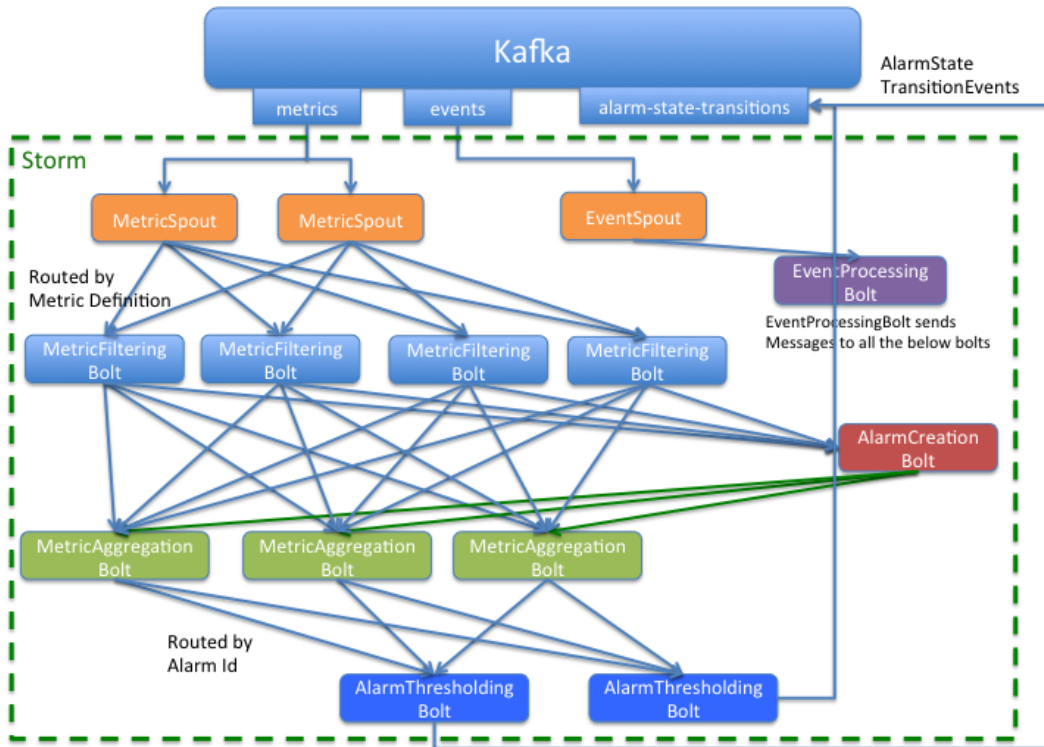 Kafka
AlarmState
TransitionEvents
metrics
events
alarm-state-transitions
Storm
MetricSpout
MetricSpout
EventSpout
Routed by
Metric Definition
EventProcessing
Bolt
EventProcessingBolt sends
Messages to all the below bolts
MetricFiltering
Bolt
MetricFiltering
Bolt
MetricFiltering
Bolt
MetricFiltering
Bolt
AlarmCreation
Bolt
MetricAggregation
Bolt
MetricAggregation
Bolt
MetricAggregation
Bolt
Routed by
Alarm Id
AlarmThresholding
Bolt
AlarmThresholding
Bolt